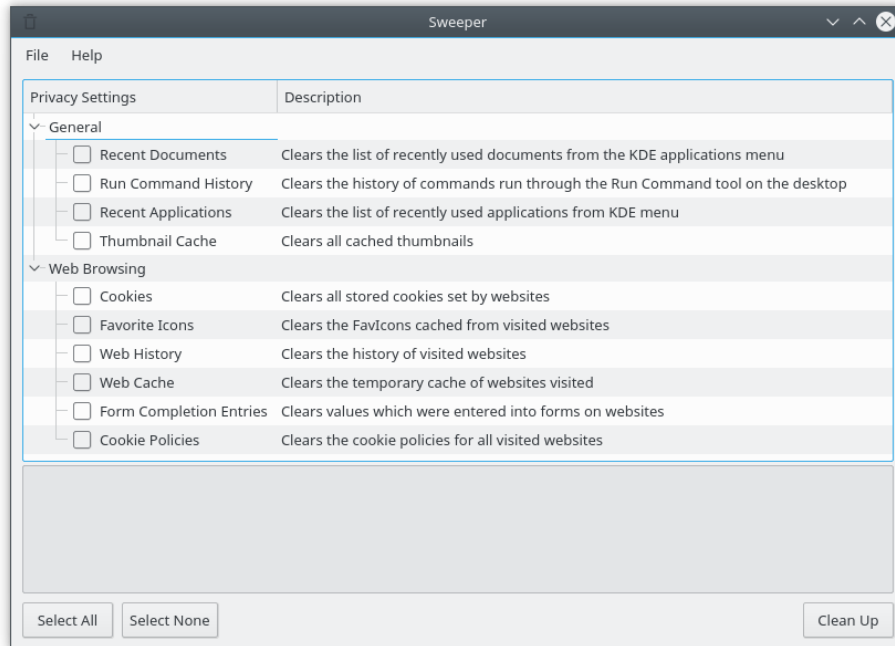 Sweeper
File Help
Privacy Settings Description
General
Recent Documents Clears the list of recently used documents from the KDE applications menu
Run Command History Clears the history of commands run through the Run Command tool on the desktop
Recent Applications Clears the list of recently used applications from KDE menu
Thumbnail Cache Clears all cached thumbnails
Web Browsing
Cookies Clears all stored cookies set by websites
Favorite Icons Clears the FavIcons cached from visited websites
Web History Clears the history of visited websites
Web Cache Clears the temporary cache of websites visited
Form Completion Entries Clears values which were entered into forms on websites
Cookie Policies Clears the cookie policies for all visited websites
Select All Select None Clean Up